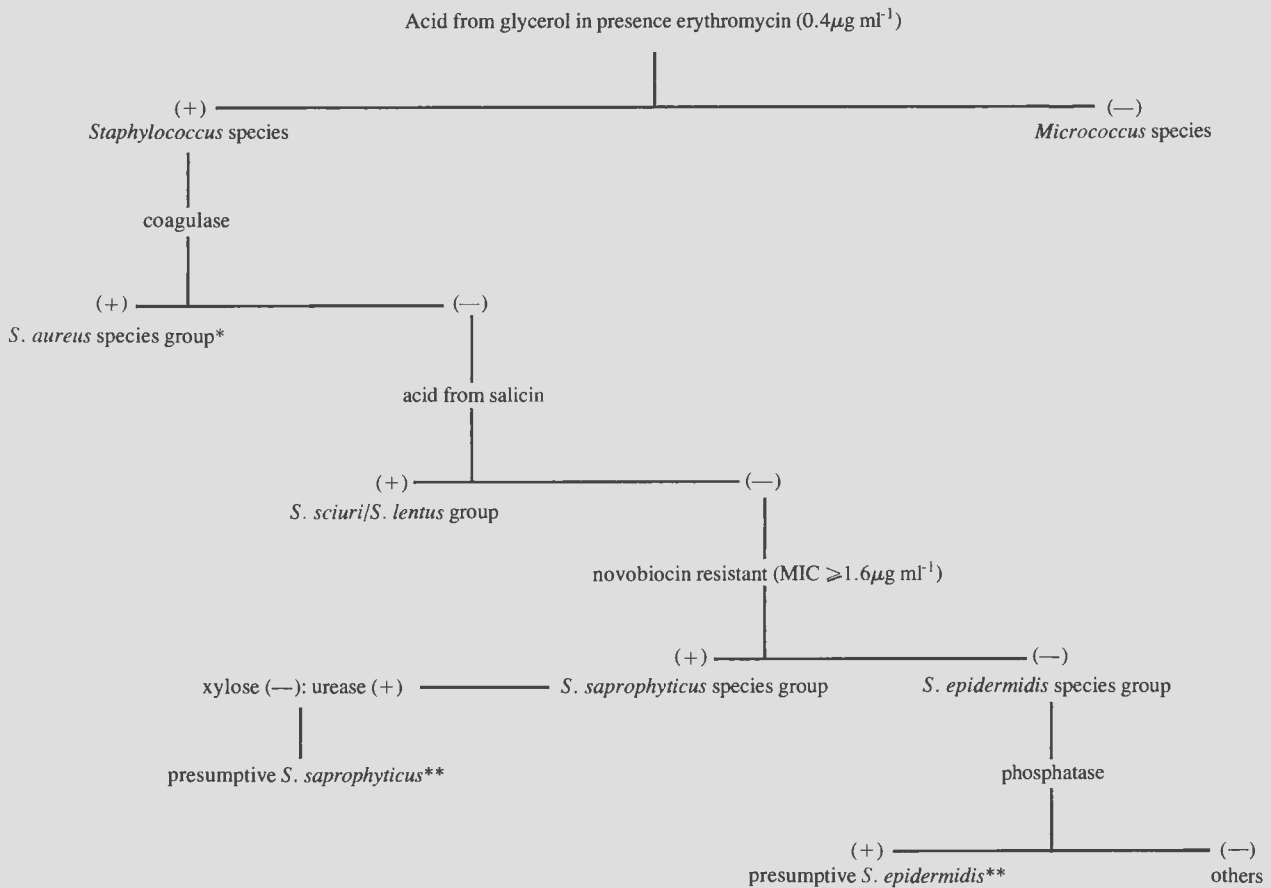 Acid from glycerol in presence erythromycin (0.4µg ml⁻¹)
(+) (—)
Staphylococcus species Micrococcus species
coagulase
(+) (—)
S. aureus species group*
acid from salicin
(+) (—)
S. sciuri/S. lentus group
novobiocin resistant (MIC ⩾1.6µg ml⁻¹)
(+) (—)
xylose (—): urease (+) S. saprophyticus species group S. epidermidis species group
presumptive S. saprophyticus** phosphatase
(+) (—)
presumptive S. epidermidis** others